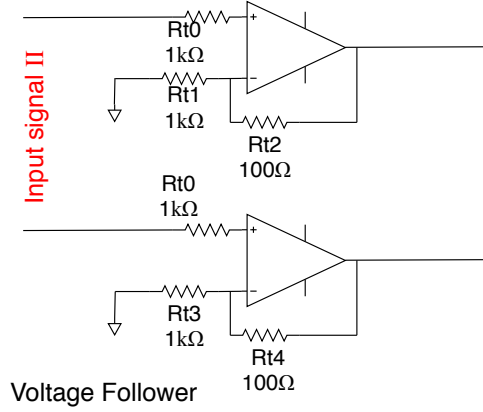 Rt0
1kΩ
+
−
Rt1
1kΩ
Rt2
100Ω
Input signal II
Rt0
1kΩ
+
−
Rt3
1kΩ
Rt4
100Ω
Voltage Follower